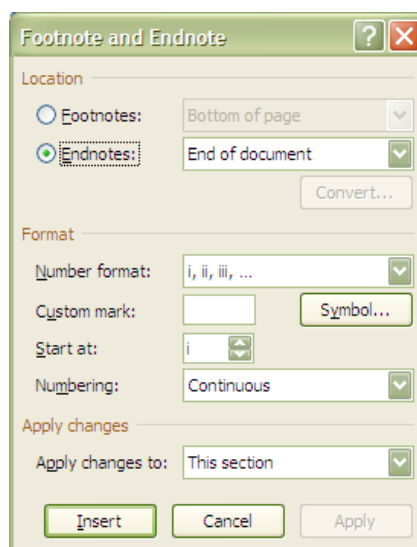 Footnote and Endnote
Location
Footnotes: Bottom of page
Endnotes: End of document
Convert...
Format
Number format: i, ii, iii, ...
Custom mark: Symbol...
Start at: i
Numbering: Continuous
Apply changes
Apply changes to: This section
Insert Cancel Apply